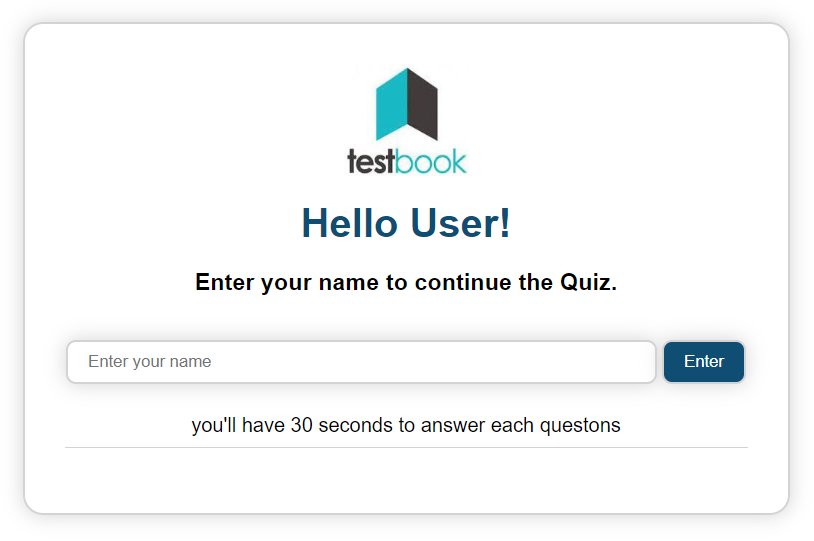 testbook
Hello User!
Enter your name to continue the Quiz.
Enter your name
Enter
you'll have 30 seconds to answer each questons